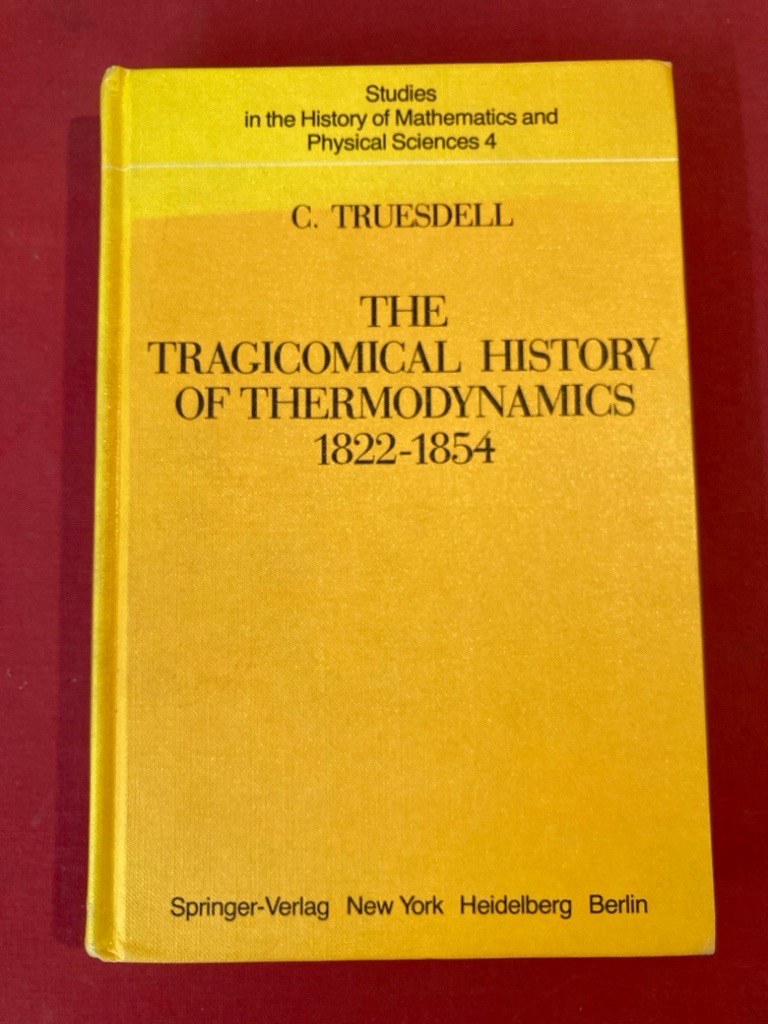 Studies
in the History of Mathematics and
Physical Sciences 4
C. TRUESDELL
THE
TRAGICOMICAL HISTORY
OF THERMODYNAMICS
1822-1854
Springer-Verlag New York Heidelberg Berlin